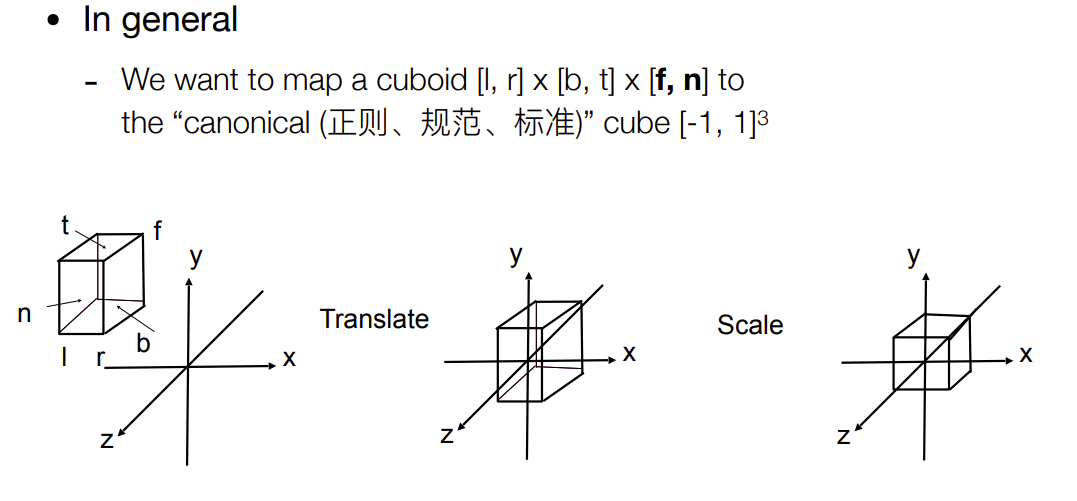 • In general
- We want to map a cuboid [l, r] x [b, t] x [f, n] to
the “canonical (正则、规范、标准)” cube [-1, 1]³
t
f
y
n
l
r
b
x
z
Translate
y
x
z
Scale
y
x
z